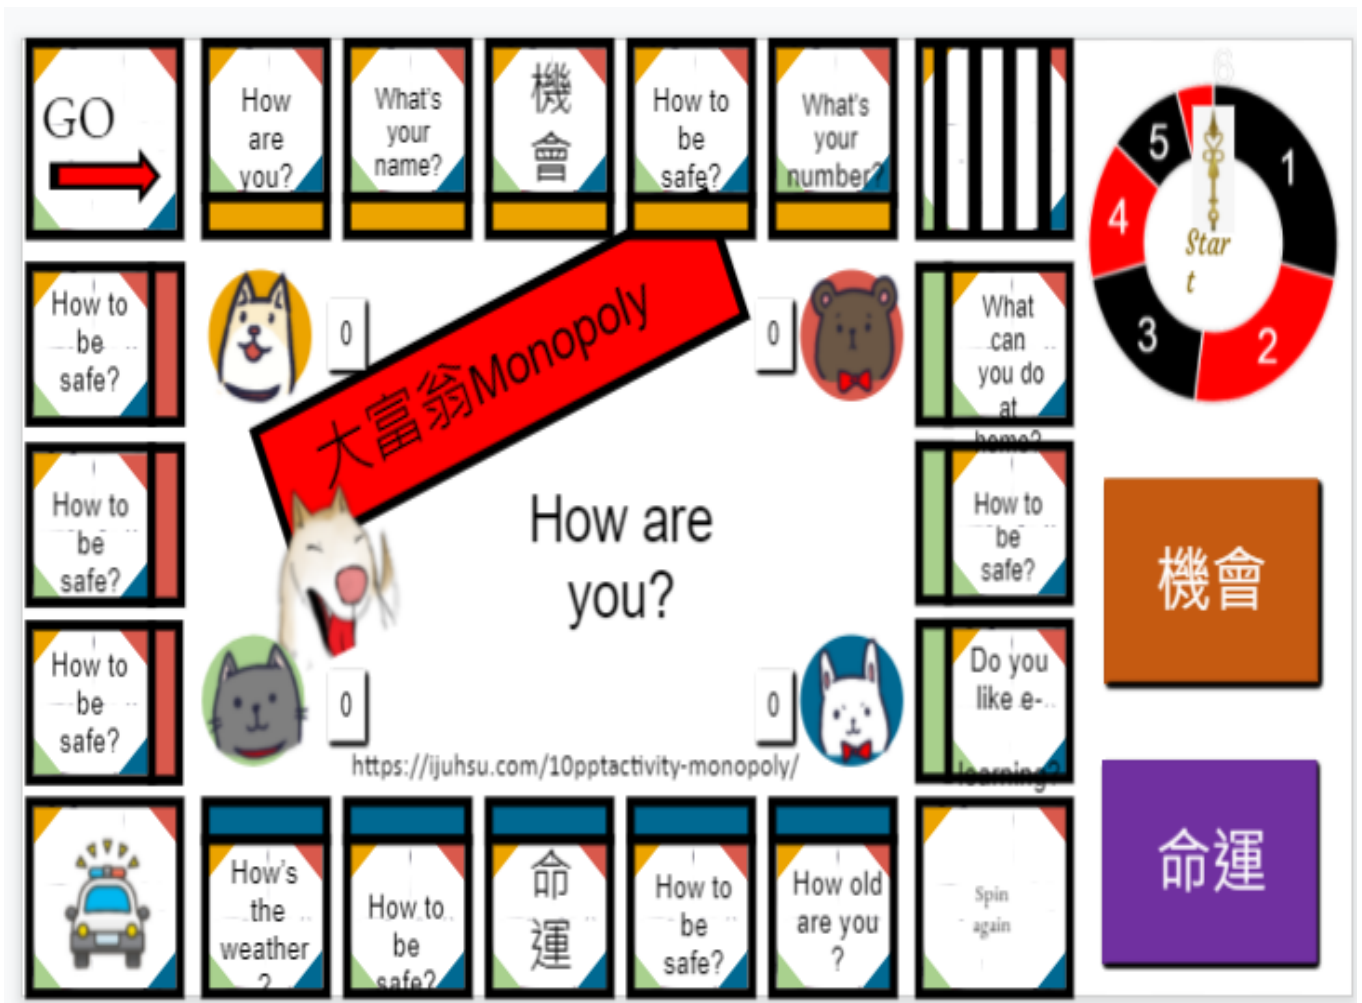 GO
How
are
you?
What's
your
name?
機
會
How to
be
safe?
What's
your
number?
6
5
1
4
3
2
Star
t
How to
be
safe?
0
大富翁Monopoly
0
What
can
you do
at
home?
How to
be
safe?
How are
you?
How to
be
safe?
機會
How to
be
safe?
0
0
Do you
like e-
learning?
https://ijuhsu.com/10pptactivity-monopoly/
How's
the
weather
?
How to
be
safe?
命
運
How to
be
safe?
How old
are you
?
Spin
again
命運